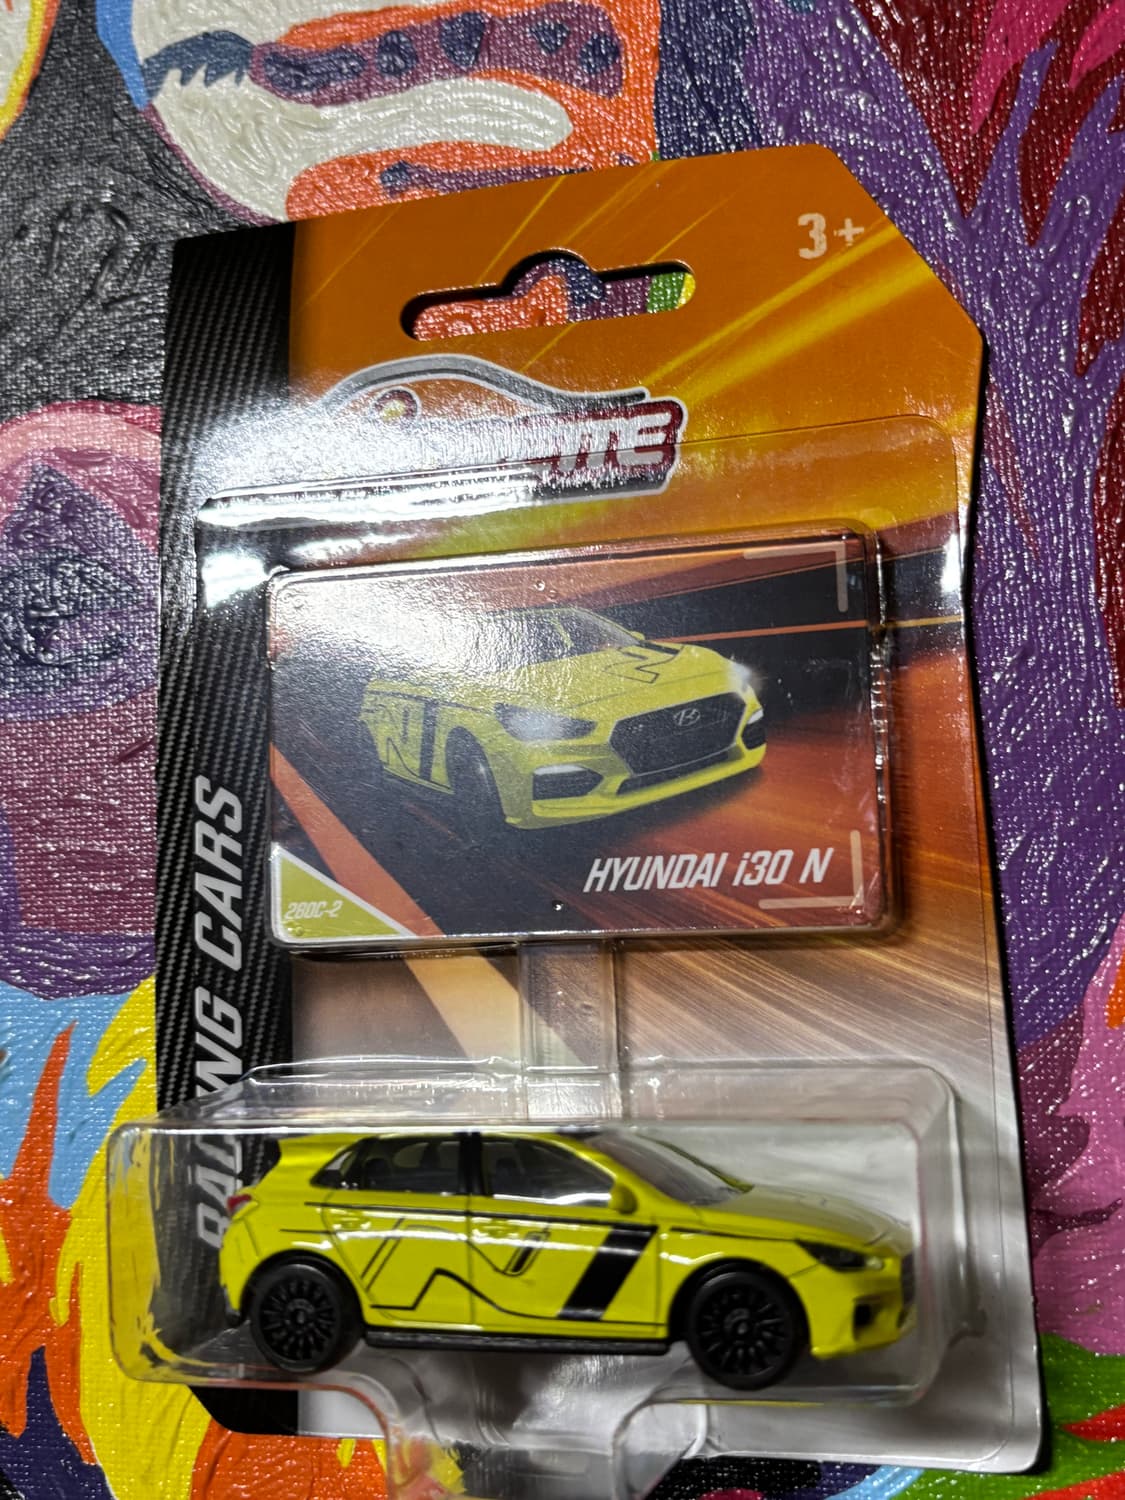 3+
HYUNDAI i30 N
280C-2
RACING CARS